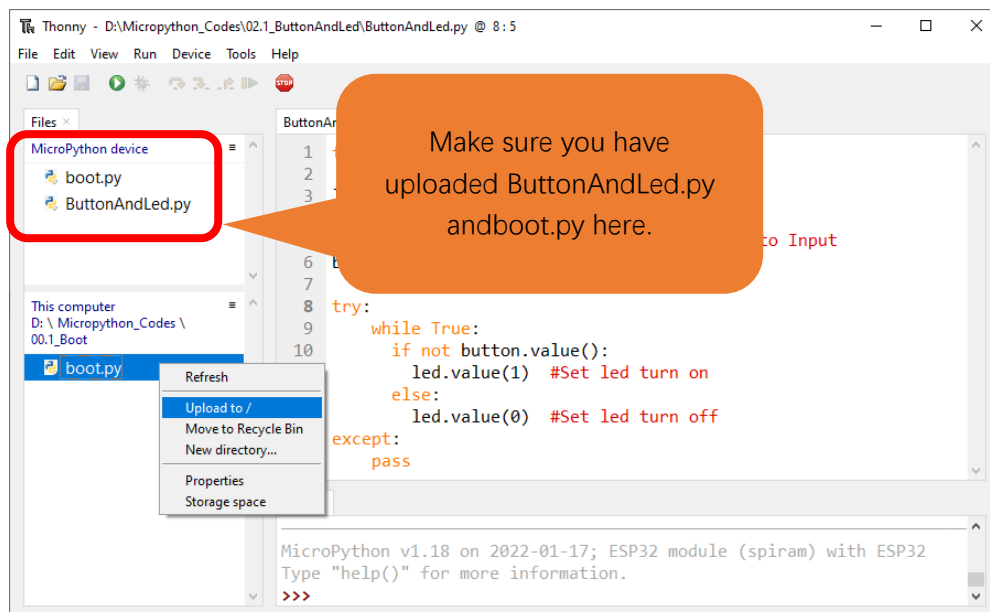 Thonny - D:\Micropython_Codes\02.1_ButtonAndLed\ButtonAndLed.py @ 8:5
File Edit View Run Device Tools Help
STOP
Files
MicroPython device
boot.py
ButtonAndLed.py
This computer
D: \ Micropython_Codes \
00.1_Boot
boot.py
Refresh
Upload to /
Move to Recycle Bin
New directory...
Properties
Storage space
Make sure you have
uploaded ButtonAndLed.py
andboot.py here.
1
2
3
to Input
6
7
8 try:
9 while True:
10 if not button.value():
led.value(1) #Set led turn on
else:
led.value(0) #Set led turn off
except:
pass
MicroPython v1.18 on 2022-01-17; ESP32 module (spiram) with ESP32
Type "help()" for more information.
>>>